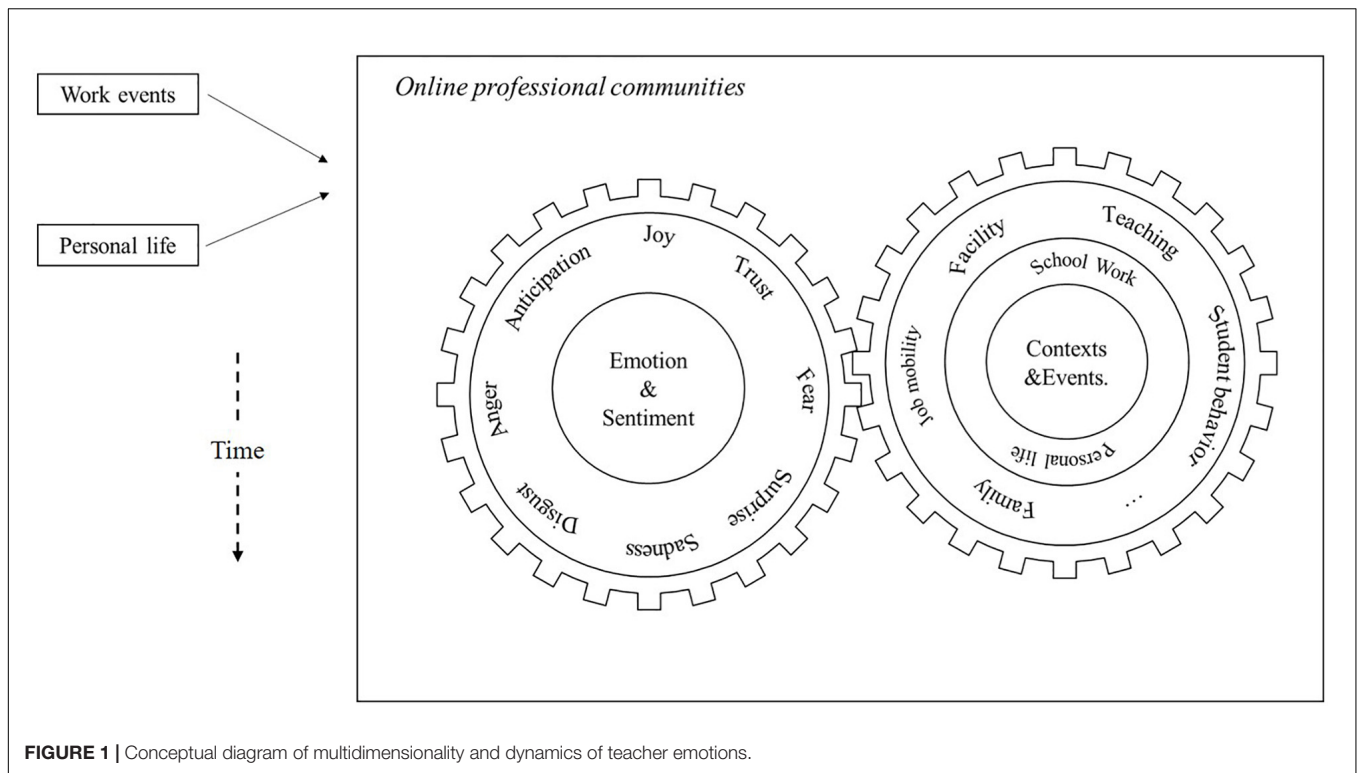 Work events
Personal life
Time
Online professional communities
Joy
Trust
Fear
Surprise
Sadness
Disgust
Anger
Anticipation
Emotion
&
Sentiment
Teaching
Student behavior
...
Family
Job mobility
Facility
School Work
Personal life
Contexts
&Events.
FIGURE 1 | Conceptual diagram of multidimensionality and dynamics of teacher emotions.